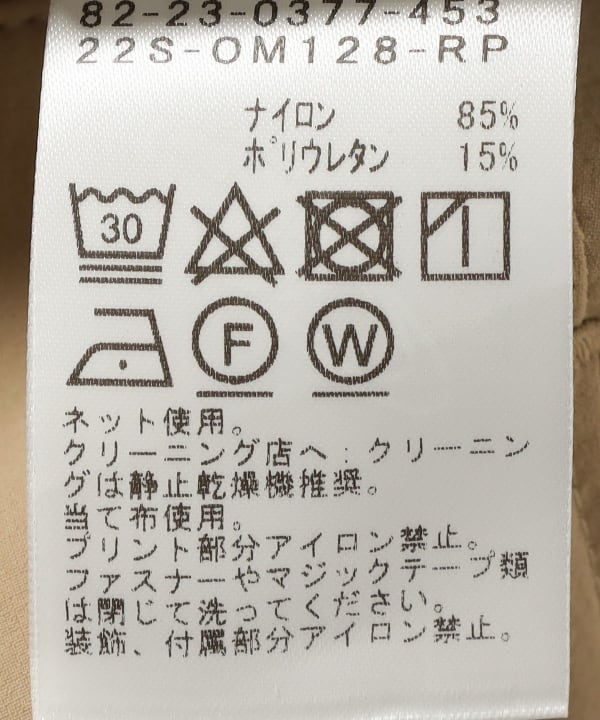 82-23-0377-453
22S-OM128-RP
ナイロン 85%
ポリウレタン 15%
30
F W
ネット使用。
クリーニング店へ:クリーニン
グは静止乾燥機推奨。
当て布使用。
プリント部分アイロン禁止。
ファスナーやマジックテープ類
は閉じて洗ってください。
装飾、付属部分アイロン禁止。